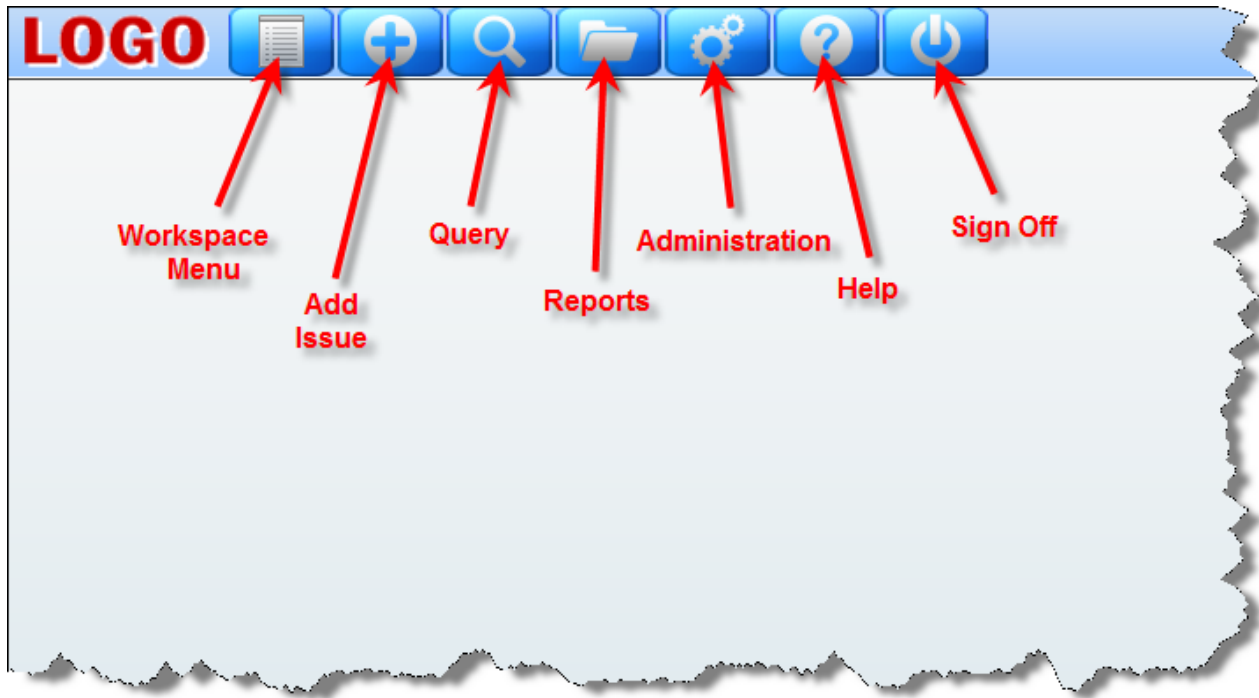 LOGO
Workspace
Menu
Add
Issue
Query
Reports
Administration
Help
Sign Off